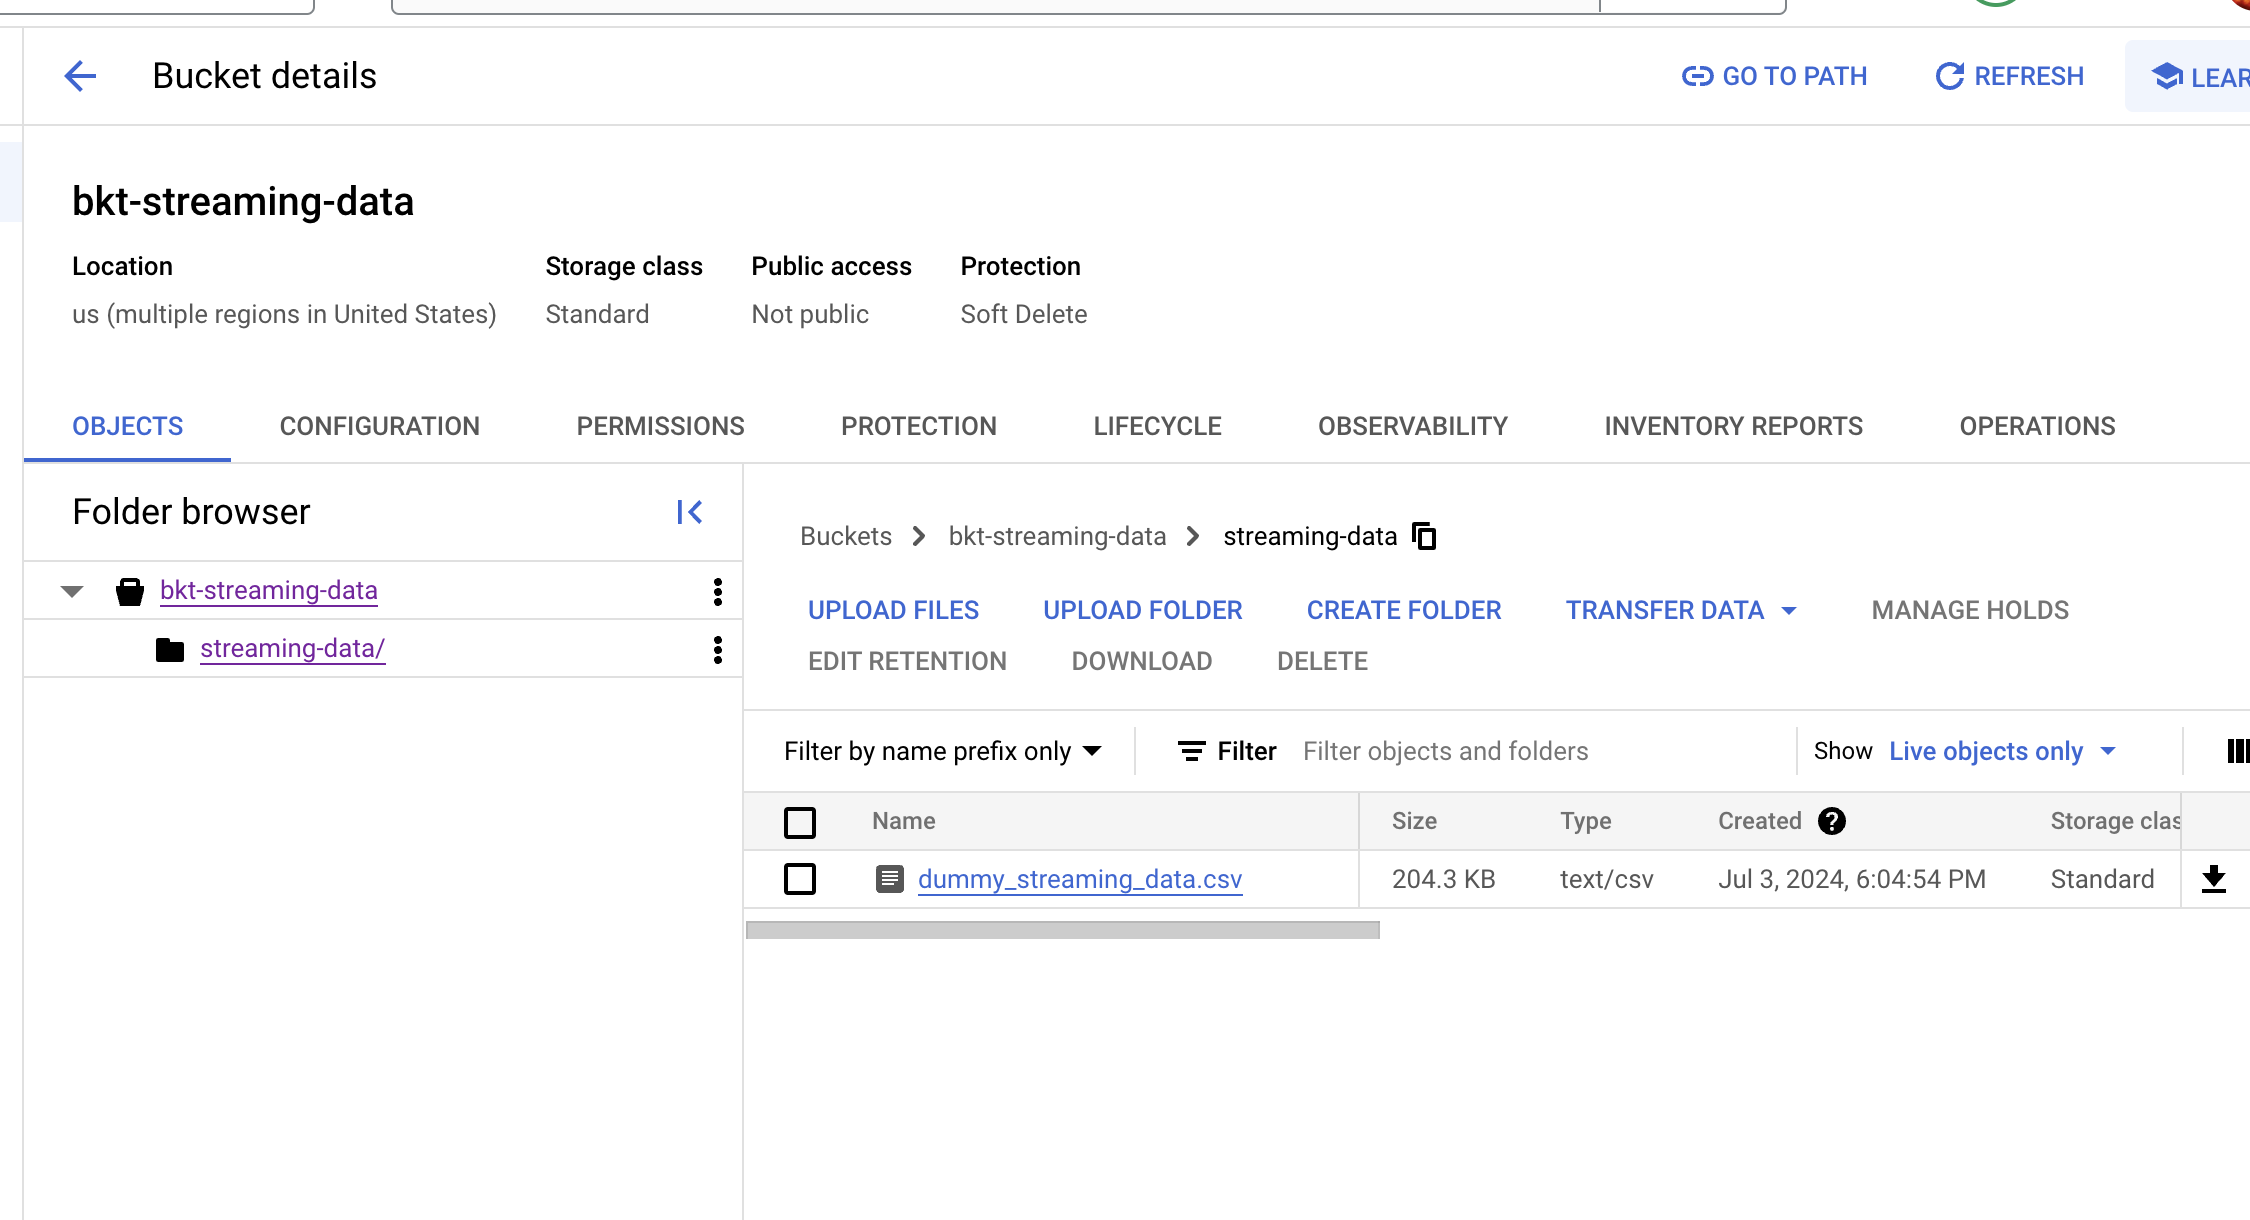 Bucket details
GO TO PATH
REFRESH
LEAR
bkt-streaming-data
Location
Storage class
Public access
Protection
us (multiple regions in United States)
Standard
Not public
Soft Delete
OBJECTS
CONFIGURATION
PERMISSIONS
PROTECTION
LIFECYCLE
OBSERVABILITY
INVENTORY REPORTS
OPERATIONS
Folder browser
bkt-streaming-data
streaming-data/
Buckets
bkt-streaming-data
streaming-data
UPLOAD FILES
UPLOAD FOLDER
CREATE FOLDER
TRANSFER DATA
MANAGE HOLDS
EDIT RETENTION
DOWNLOAD
DELETE
Filter by name prefix only
Filter
Filter objects and folders
Show
Live objects only
Name
Size
Type
Created
Storage clas
dummy_streaming_data.csv
204.3 KB
text/csv
Jul 3, 2024, 6:04:54 PM
Standard